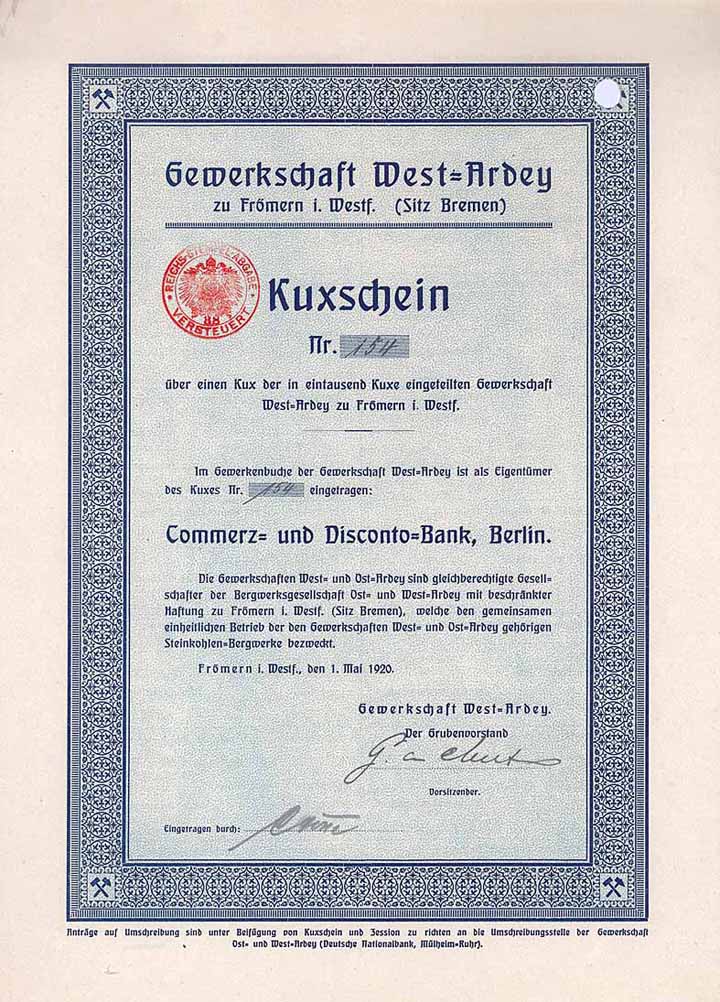 Gewerkschaft West=Ardey
zu Frömern i. Westf. (Sitz Bremen)
REICHS-STEMPEL-ABGABE
88
VERSTEUERT
Kuxschein
Nr. 154
über einen Kux der in eintausend Kuxe eingeteilten Gewerkschaft
West=Ardey zu Frömern i. Westf.
Im Gewerkenbuche der Gewerkschaft West=Ardey ist als Eigentümer
des Kuxes Nr. 154 eingetragen:
Commerz= und Disconto=Bank, Berlin.
Die Gewerkschaften West= und Ost=Ardey sind gleichberechtigte Gesell=
schafter der Bergwerksgesellschaft Ost= und West=Ardey mit beschränkter
Haftung zu Frömern i. Westf. (Sitz Bremen), welche den gemeinsamen
einheitlichen Betrieb der den Gewerkschaften West= und Ost=Ardey gehörigen
Steinkohlen=Bergwerke bezweckt.
Frömern i. Westf., den 1. Mai 1920.
Gewerkschaft West=Ardey.
Der Grubenvorstand
Vorsitzender.
Eingetragen durch:
Anträge auf Umschreibung sind unter Beifügung von Kuxschein und Zession zu richten an die Umschreibungsstelle der Gewerkschaft
Ost= und West=Ardey (Deutsche Nationalbank, Mülheim=Ruhr).